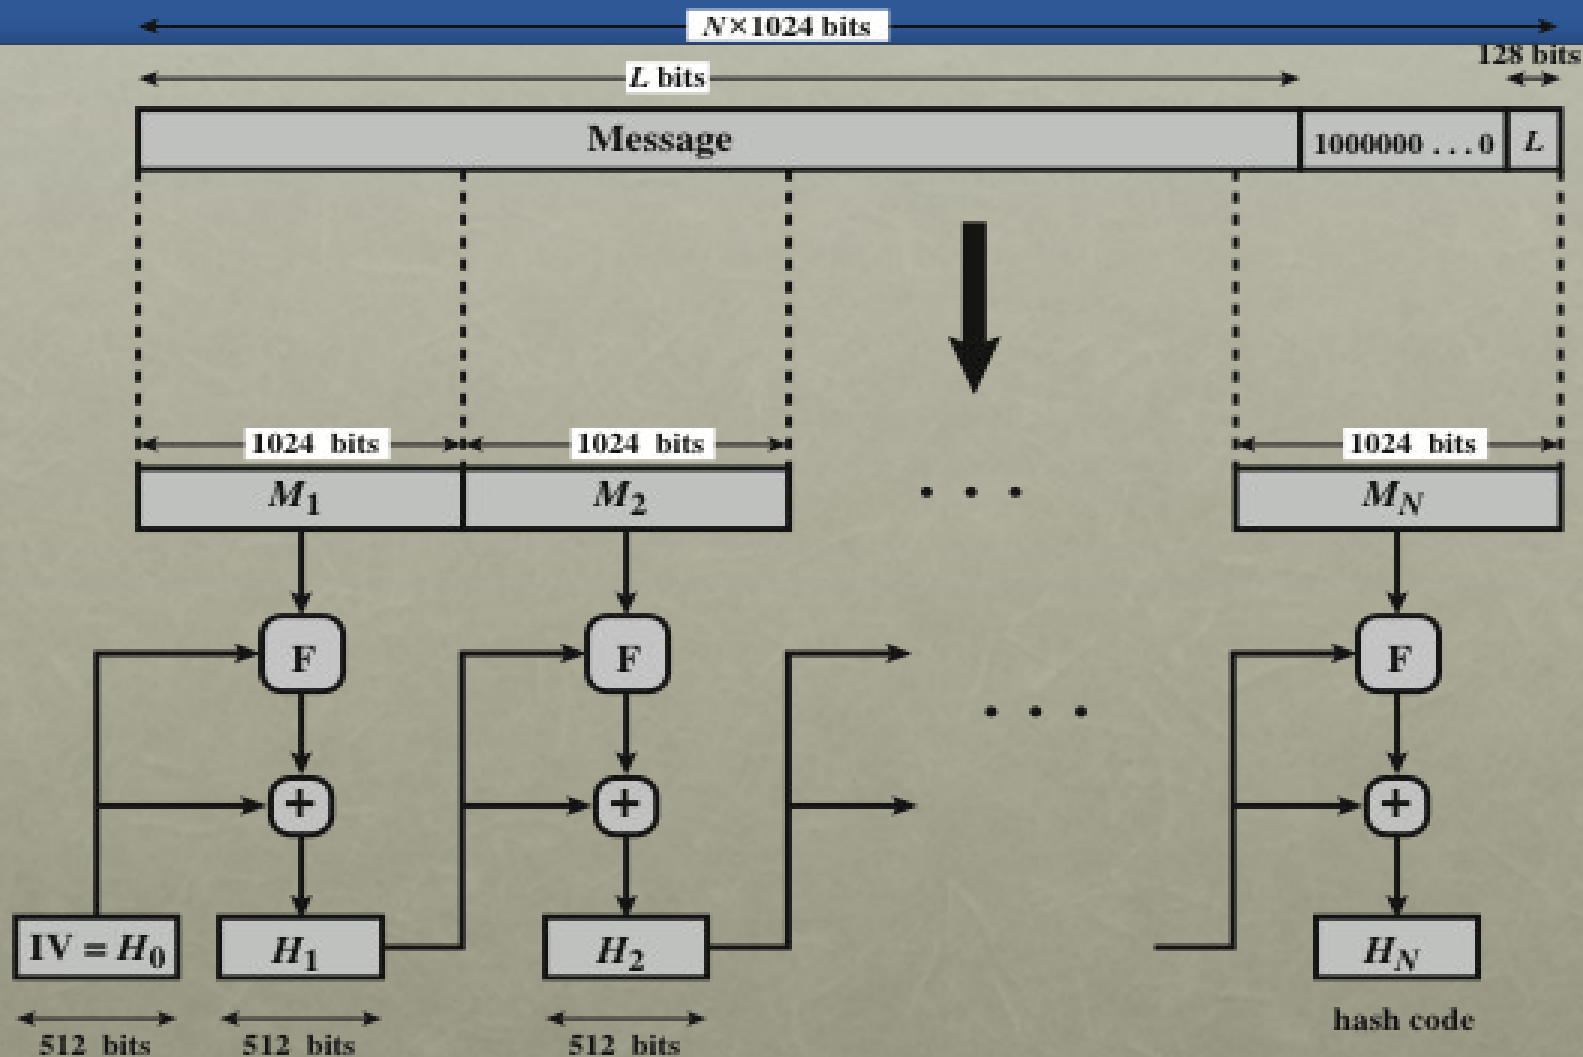 N×1024 bits
128 bits
L bits
Message
1000000 . . . 0
L
1024 bits
1024 bits
1024 bits
M1
M2
. . .
MN
F
F
F
. . .
+
+
+
IV = H0
H1
H2
HN
hash code
512 bits
512 bits
512 bits